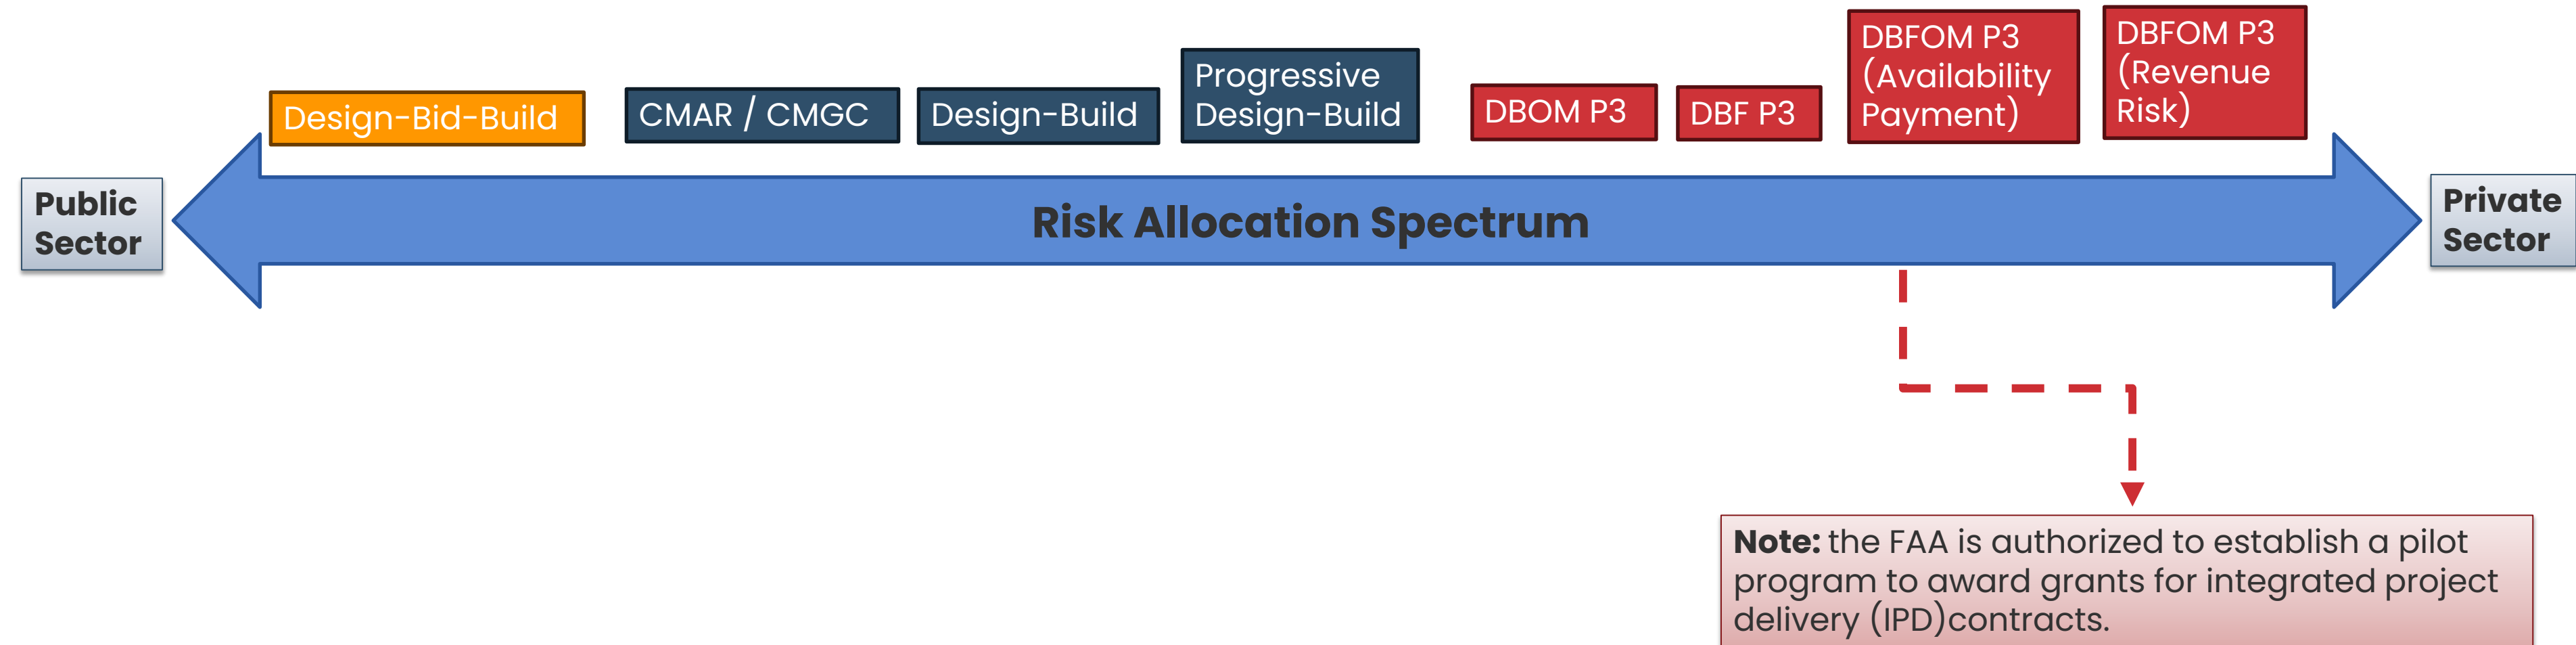 Design-Bid-Build
CMAR / CMGC
Design-Build
Progressive
Design-Build
DBOM P3
DBF P3
DBFOM P3
(Availability
Payment)
DBFOM P3
(Revenue
Risk)
Public
Sector
Risk Allocation Spectrum
Private
Sector
Note: the FAA is authorized to establish a pilot
program to award grants for integrated project
delivery (IPD)contracts.